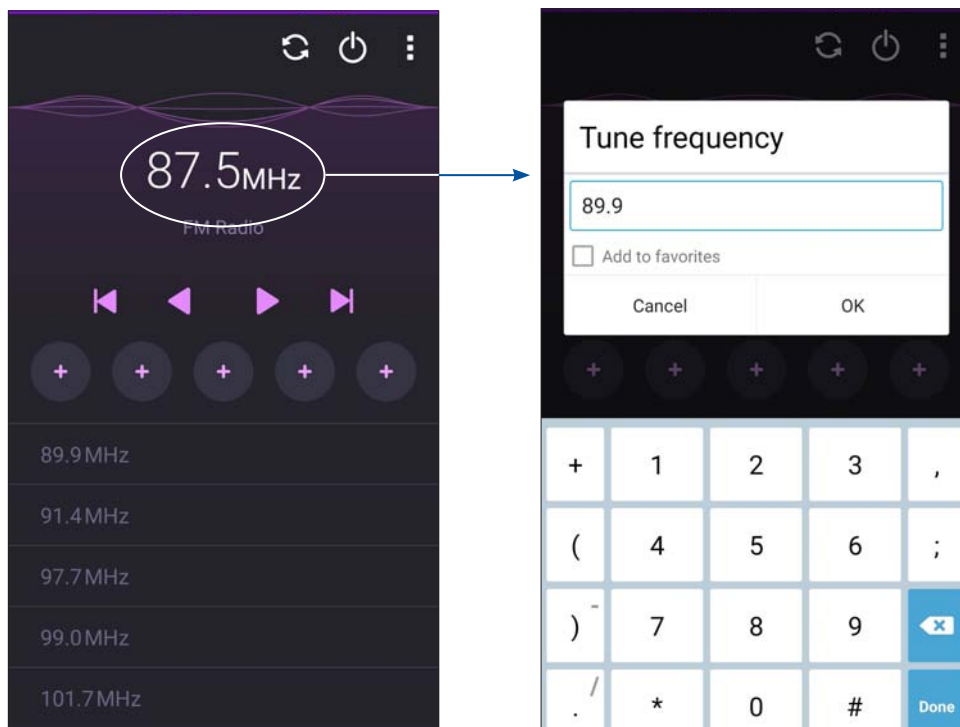 87.5MHz
FM Radio
+ + + + +
89.9MHz
91.4MHz
97.7MHz
99.0MHz
101.7MHz
Tune frequency
89.9
Add to favorites
Cancel OK
+ + + + +
+ 1 2 3 ,
( 4 5 6 ;
) - 7 8 9
. / * 0 # Done